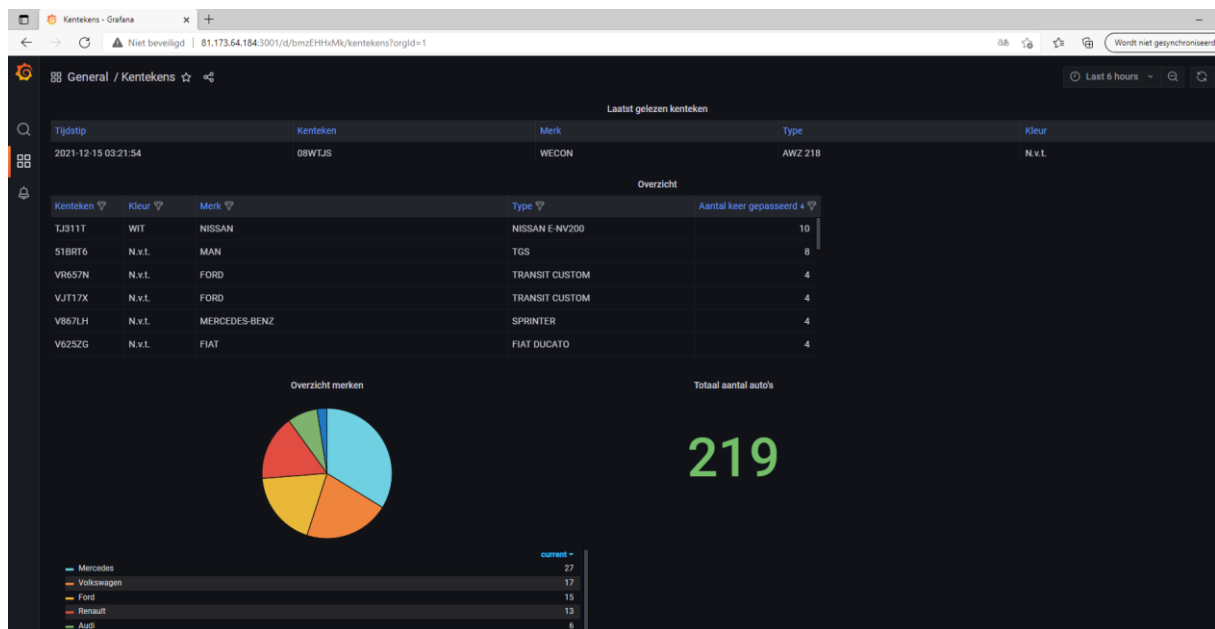 Kentekens - Grafana
Niet beveiligd 81.173.64.184:3001/d/bmzEHHxMk/kentekens?orgId=1
Wordt niet gesynchroniseerd
General / Kentekens
Last 6 hours
Laatst gelezen kenteken
Tijdstip Kenteken Merk Type Kleur
2021-12-15 03:21:54 08WTJS WECON AWZ 218 N.v.t.
Overzicht
Kenteken Kleur Merk Type Aantal keer gepasseerd
TJ311T WIT NISSAN NISSAN E-NV200 10
51BRT6 N.v.t. MAN TGS 8
VR657N N.v.t. FORD TRANSIT CUSTOM 4
VJT17X N.v.t. FORD TRANSIT CUSTOM 4
V867LH N.v.t. MERCEDES-BENZ SPRINTER 4
V625ZG N.v.t. FIAT FIAT DUCATO 4
Overzicht merken
Totaal aantal auto's
219
current
Mercedes 27
Volkswagen 17
Ford 15
Renault 13
Audi 6